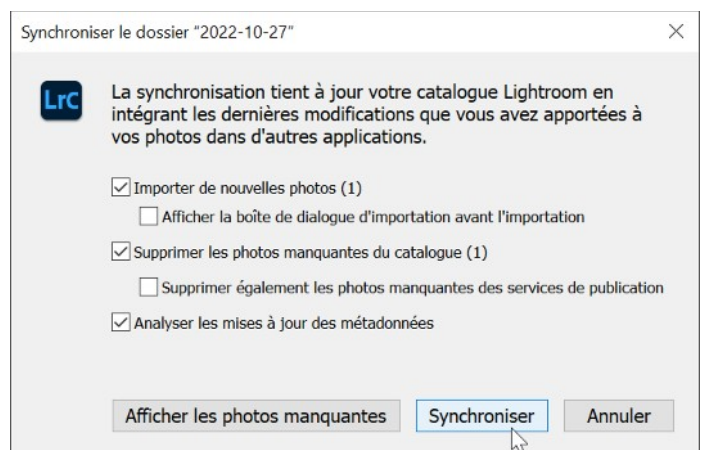 Synchroniser le dossier "2022-10-27"
LrC
La synchronisation tient à jour votre catalogue Lightroom en
intégrant les dernières modifications que vous avez apportées à
vos photos dans d'autres applications.
Importer de nouvelles photos (1)
Afficher la boîte de dialogue d'importation avant l'importation
Supprimer les photos manquantes du catalogue (1)
Supprimer également les photos manquantes des services de publication
Analyser les mises à jour des métadonnées
Afficher les photos manquantes Synchroniser Annuler